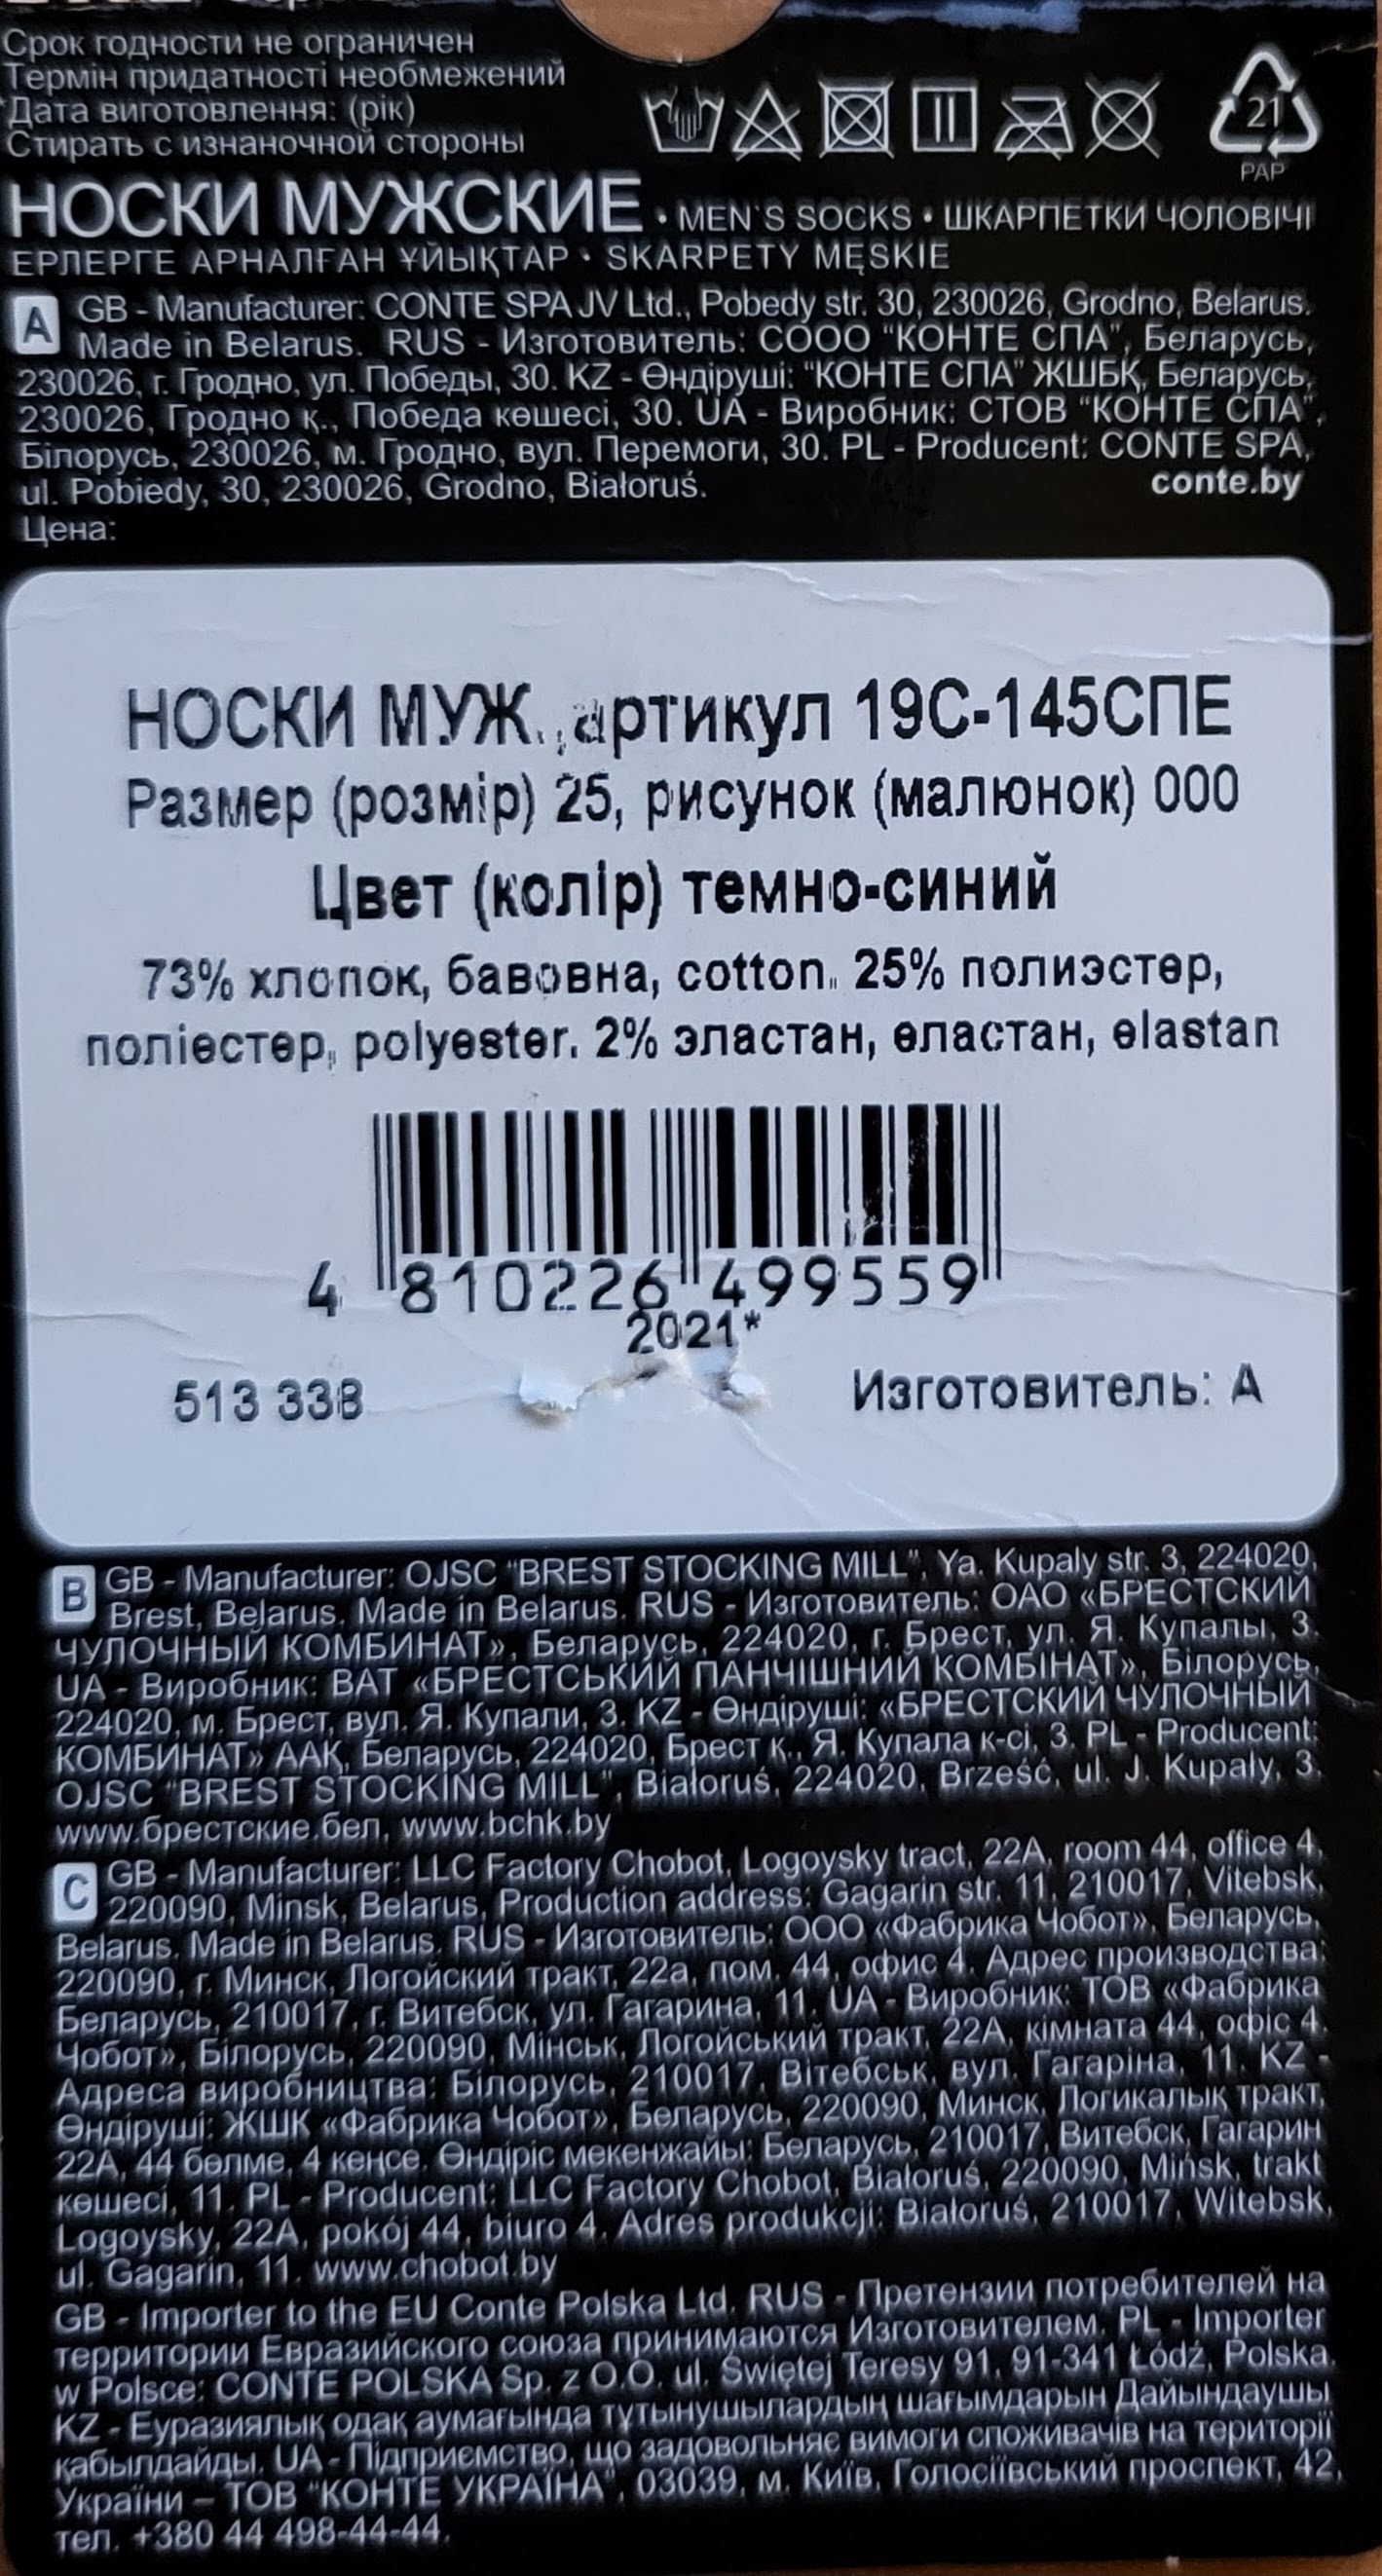 Срок годности не ограничен
Термін придатності необмежений
*Дата виготовлення: (рік)
Стирать с изнаночной стороны
21
PAP
НОСКИ МУЖСКИЕ • MEN`S SOCKS • ШКАРПЕТКИ ЧОЛОВІЧІ
ЕРЛЕРГЕ АРНАЛҒАН ҰЙЫҚТАР • SKARPETY MĘSKIE
A GB - Manufacturer: CONTE SPA JV Ltd., Pobedy str. 30, 230026, Grodno, Belarus.
Made in Belarus. RUS - Изготовитель: СООО "КОНТЕ СПА", Беларусь,
230026, г. Гродно, ул. Победы, 30. KZ - Өндіруші: "КОНТЕ СПА" ЖШБҚ, Беларусь,
230026, Гродно қ., Победа көшесі, 30. UA - Виробник: СТОВ "КОНТЕ СПА",
Білорусь, 230026, м. Гродно, вул. Перемоги, 30. PL - Producent: CONTE SPA,
ul. Pobiedy, 30, 230026, Grodno, Białoruś. conte.by
Цена:
НОСКИ МУЖ., артикул 19С-145СПЕ
Размер (розмір) 25, рисунок (малюнок) 000
Цвет (колір) темно-синий
73% хлопок, бавовна, cotton. 25% полиэстер,
поліестер, polyester. 2% эластан, еластан, elastan
4 810226 499559
2021*
513 338 Изготовитель: А
B GB - Manufacturer: OJSC "BREST STOCKING MILL", Ya. Kupaly str. 3, 224020,
Brest, Belarus. Made in Belarus. RUS - Изготовитель: ОАО «БРЕСТСКИЙ
ЧУЛОЧНЫЙ КОМБИНАТ», Беларусь, 224020, г. Брест, ул. Я. Купалы, 3.
UA - Виробник: ВАТ «БРЕСТСЬКИЙ ПАНЧІШНИЙ КОМБІНАТ», Білорусь,
224020, м. Брест, вул. Я. Купали, 3. KZ - Өндіруші: «БРЕСТСКИЙ ЧУЛОЧНЫЙ
КОМБИНАТ» ААҚ, Беларусь, 224020, Брест к., Я. Купала к-сі, 3. PL - Producent:
OJSC "BREST STOCKING MILL", Białoruś, 224020, Brześć, ul. J. Kupały, 3.
www.брестские.бел, www.bchk.by
C GB - Manufacturer: LLC Factory Chobot, Logoysky tract, 22A, room 44, office 4,
220090, Minsk, Belarus, Production address: Gagarin str. 11, 210017, Vitebsk,
Belarus. Made in Belarus. RUS - Изготовитель: ООО «Фабрика Чобот», Беларусь,
220090, г. Минск, Логойский тракт, 22а, пом. 44, офис 4. Адрес производства:
Беларусь, 210017, г. Витебск, ул. Гагарина, 11. UA - Виробник: ТОВ «Фабрика
Чобот», Білорусь, 220090, Мінськ, Логойський тракт, 22А, кімната 44, офіс 4.
Адреса виробництва: Білорусь, 210017, Вітебськ, вул. Гагаріна, 11. KZ -
Өндіруші: ЖШК «Фабрика Чобот», Беларусь, 220090, Минск, Логикалық тракт,
22А, 44 бөлме, 4 кеңсе. Өндіріс мекенжайы: Беларусь, 210017, Витебск, Гагарин
көшесі, 11. PL - Producent: LLC Factory Chobot, Białoruś, 220090, Mińsk, trakt
Logoysky, 22A, pokój 44, biuro 4. Adres produkcji: Białoruś, 210017, Witebsk,
ul. Gagarin, 11. www.chobot.by
GB - Importer to the EU Conte Polska Ltd. RUS - Претензии потребителей на
территории Евразийского союза принимаются Изготовителем. PL - Importer
w Polsce: CONTE POLSKA Sp. z O.O. ul. Świętej Teresy 91, 91-341 Łódź, Polska.
KZ - Еуразиялық одақ аумағында тұтынушылардың шағымдарын Дайындаушы
қабылдайды. UA - Підприємство, що задовольняє вимоги споживачів на території
України – ТОВ "КОНТЕ УКРАЇНА", 03039, м. Київ, Голосіївський проспект, 42,
тел. +380 44 498-44-44.